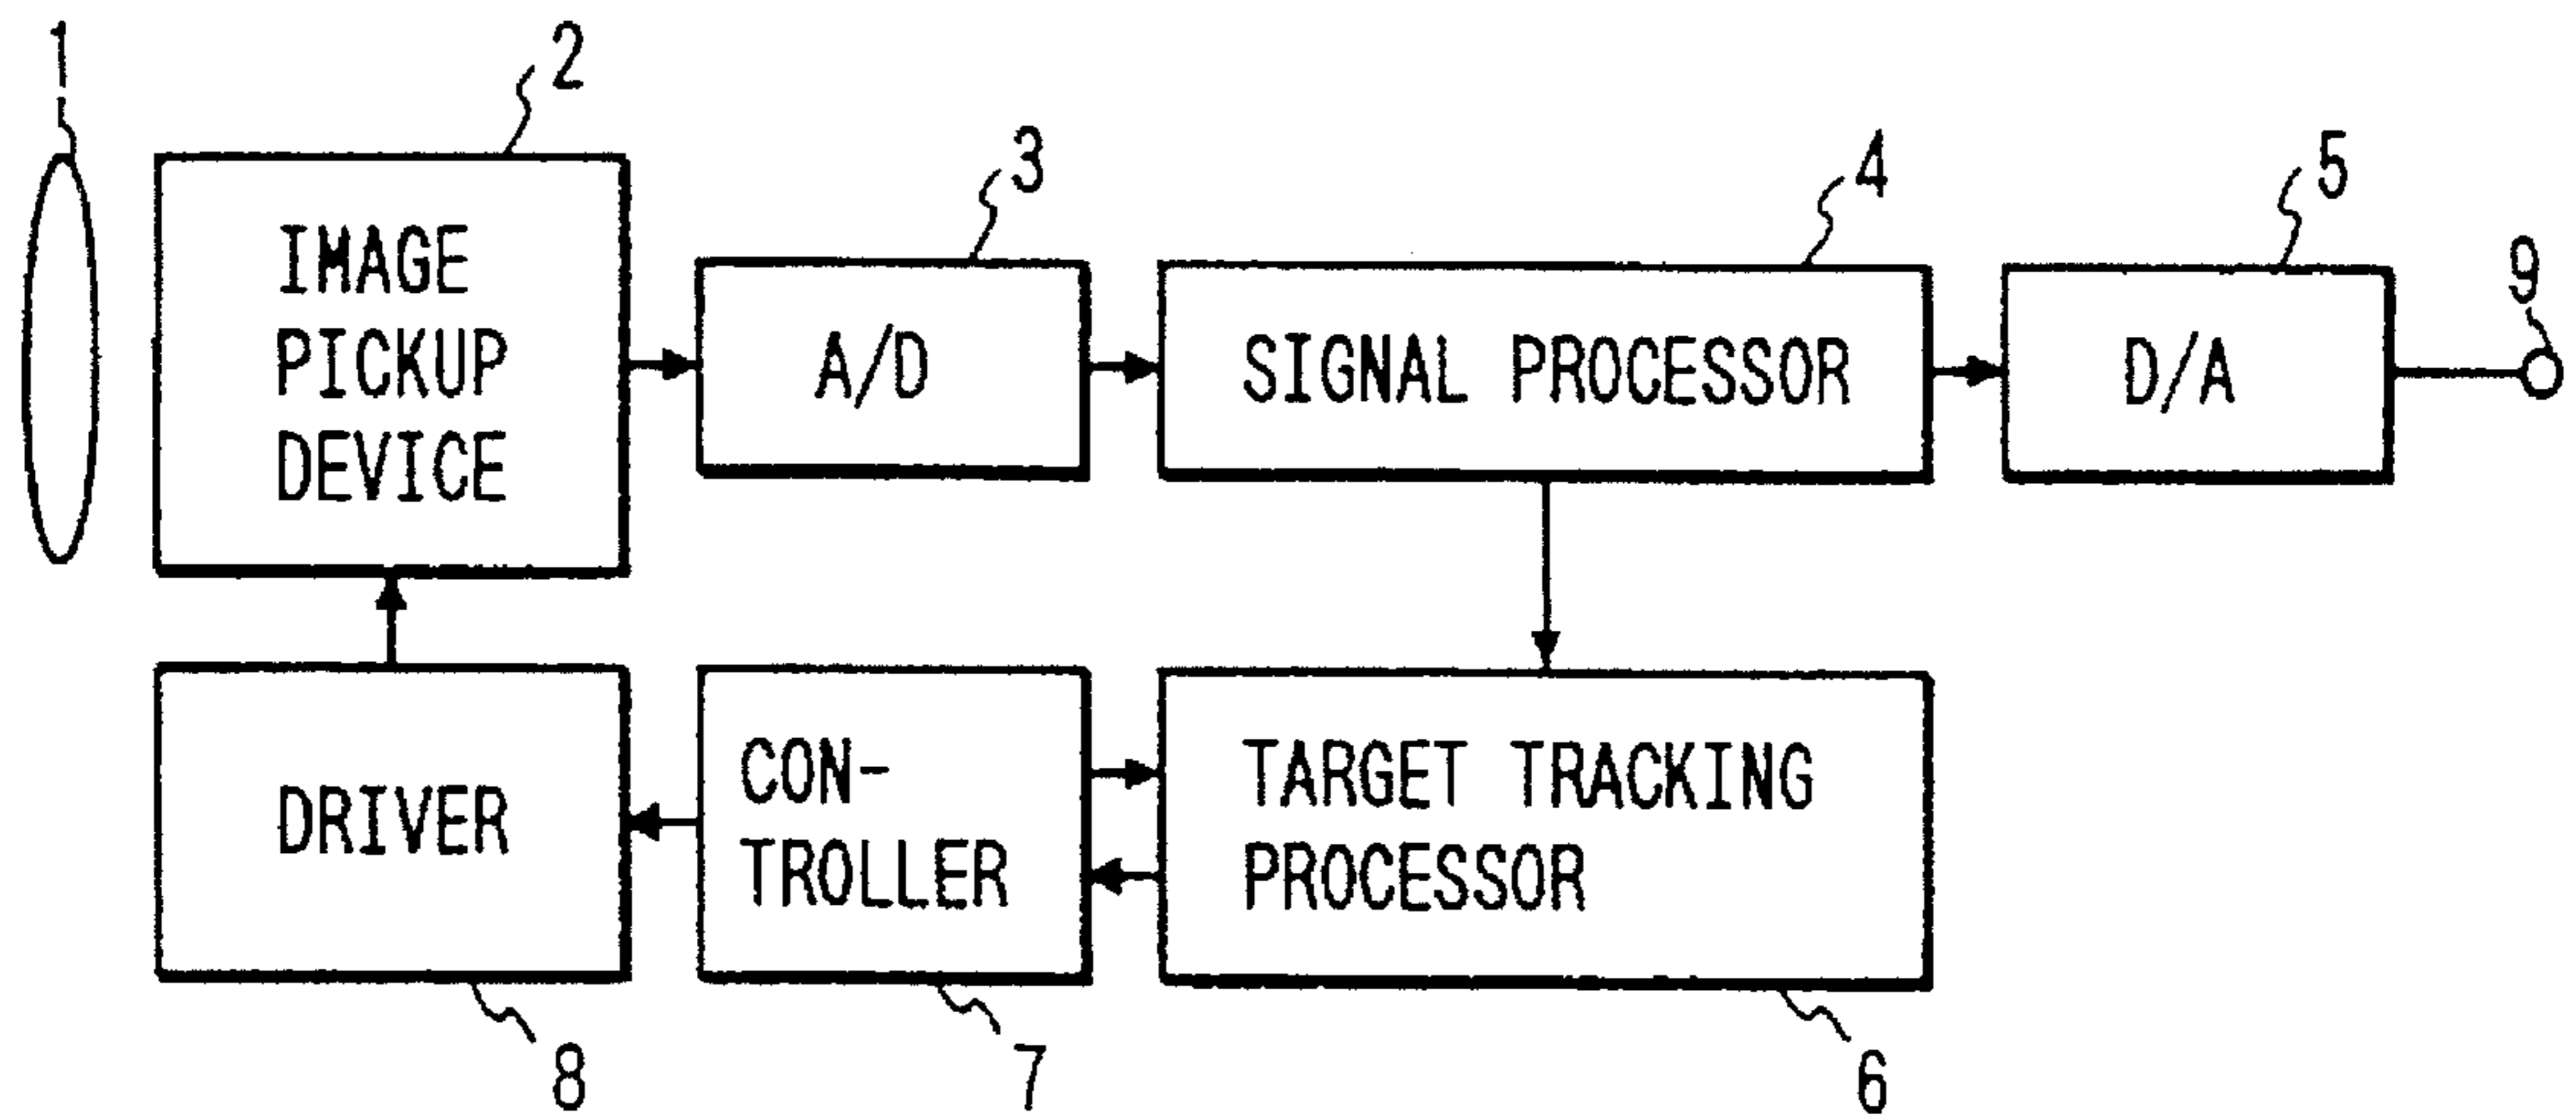 1
2
3
4
5
9
IMAGE
PICKUP
DEVICE
A/D
SIGNAL PROCESSOR
D/A
DRIVER
CON-
TROLLER
TARGET TRACKING
PROCESSOR
8
7
6